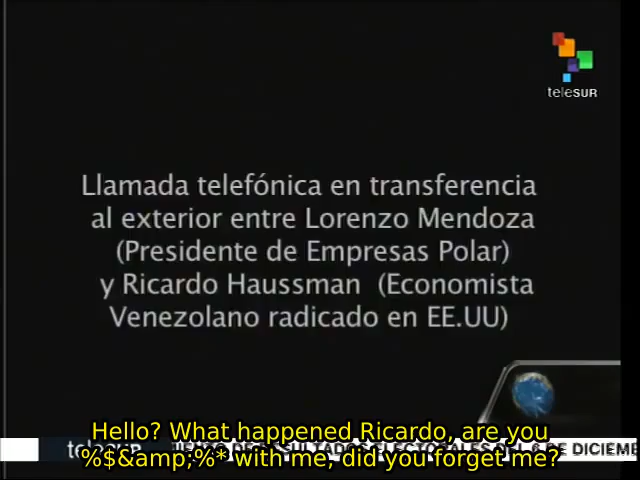 teleSUR
Llamada telefónica en transferencia
al exterior entre Lorenzo Mendoza
(Presidente de Empresas Polar)
y Ricardo Haussman (Economista
Venezolano radicado en EE.UU)
Hello? What happened Ricardo, are you
%$&amp;%* with me, did you forget me?
DICIEME